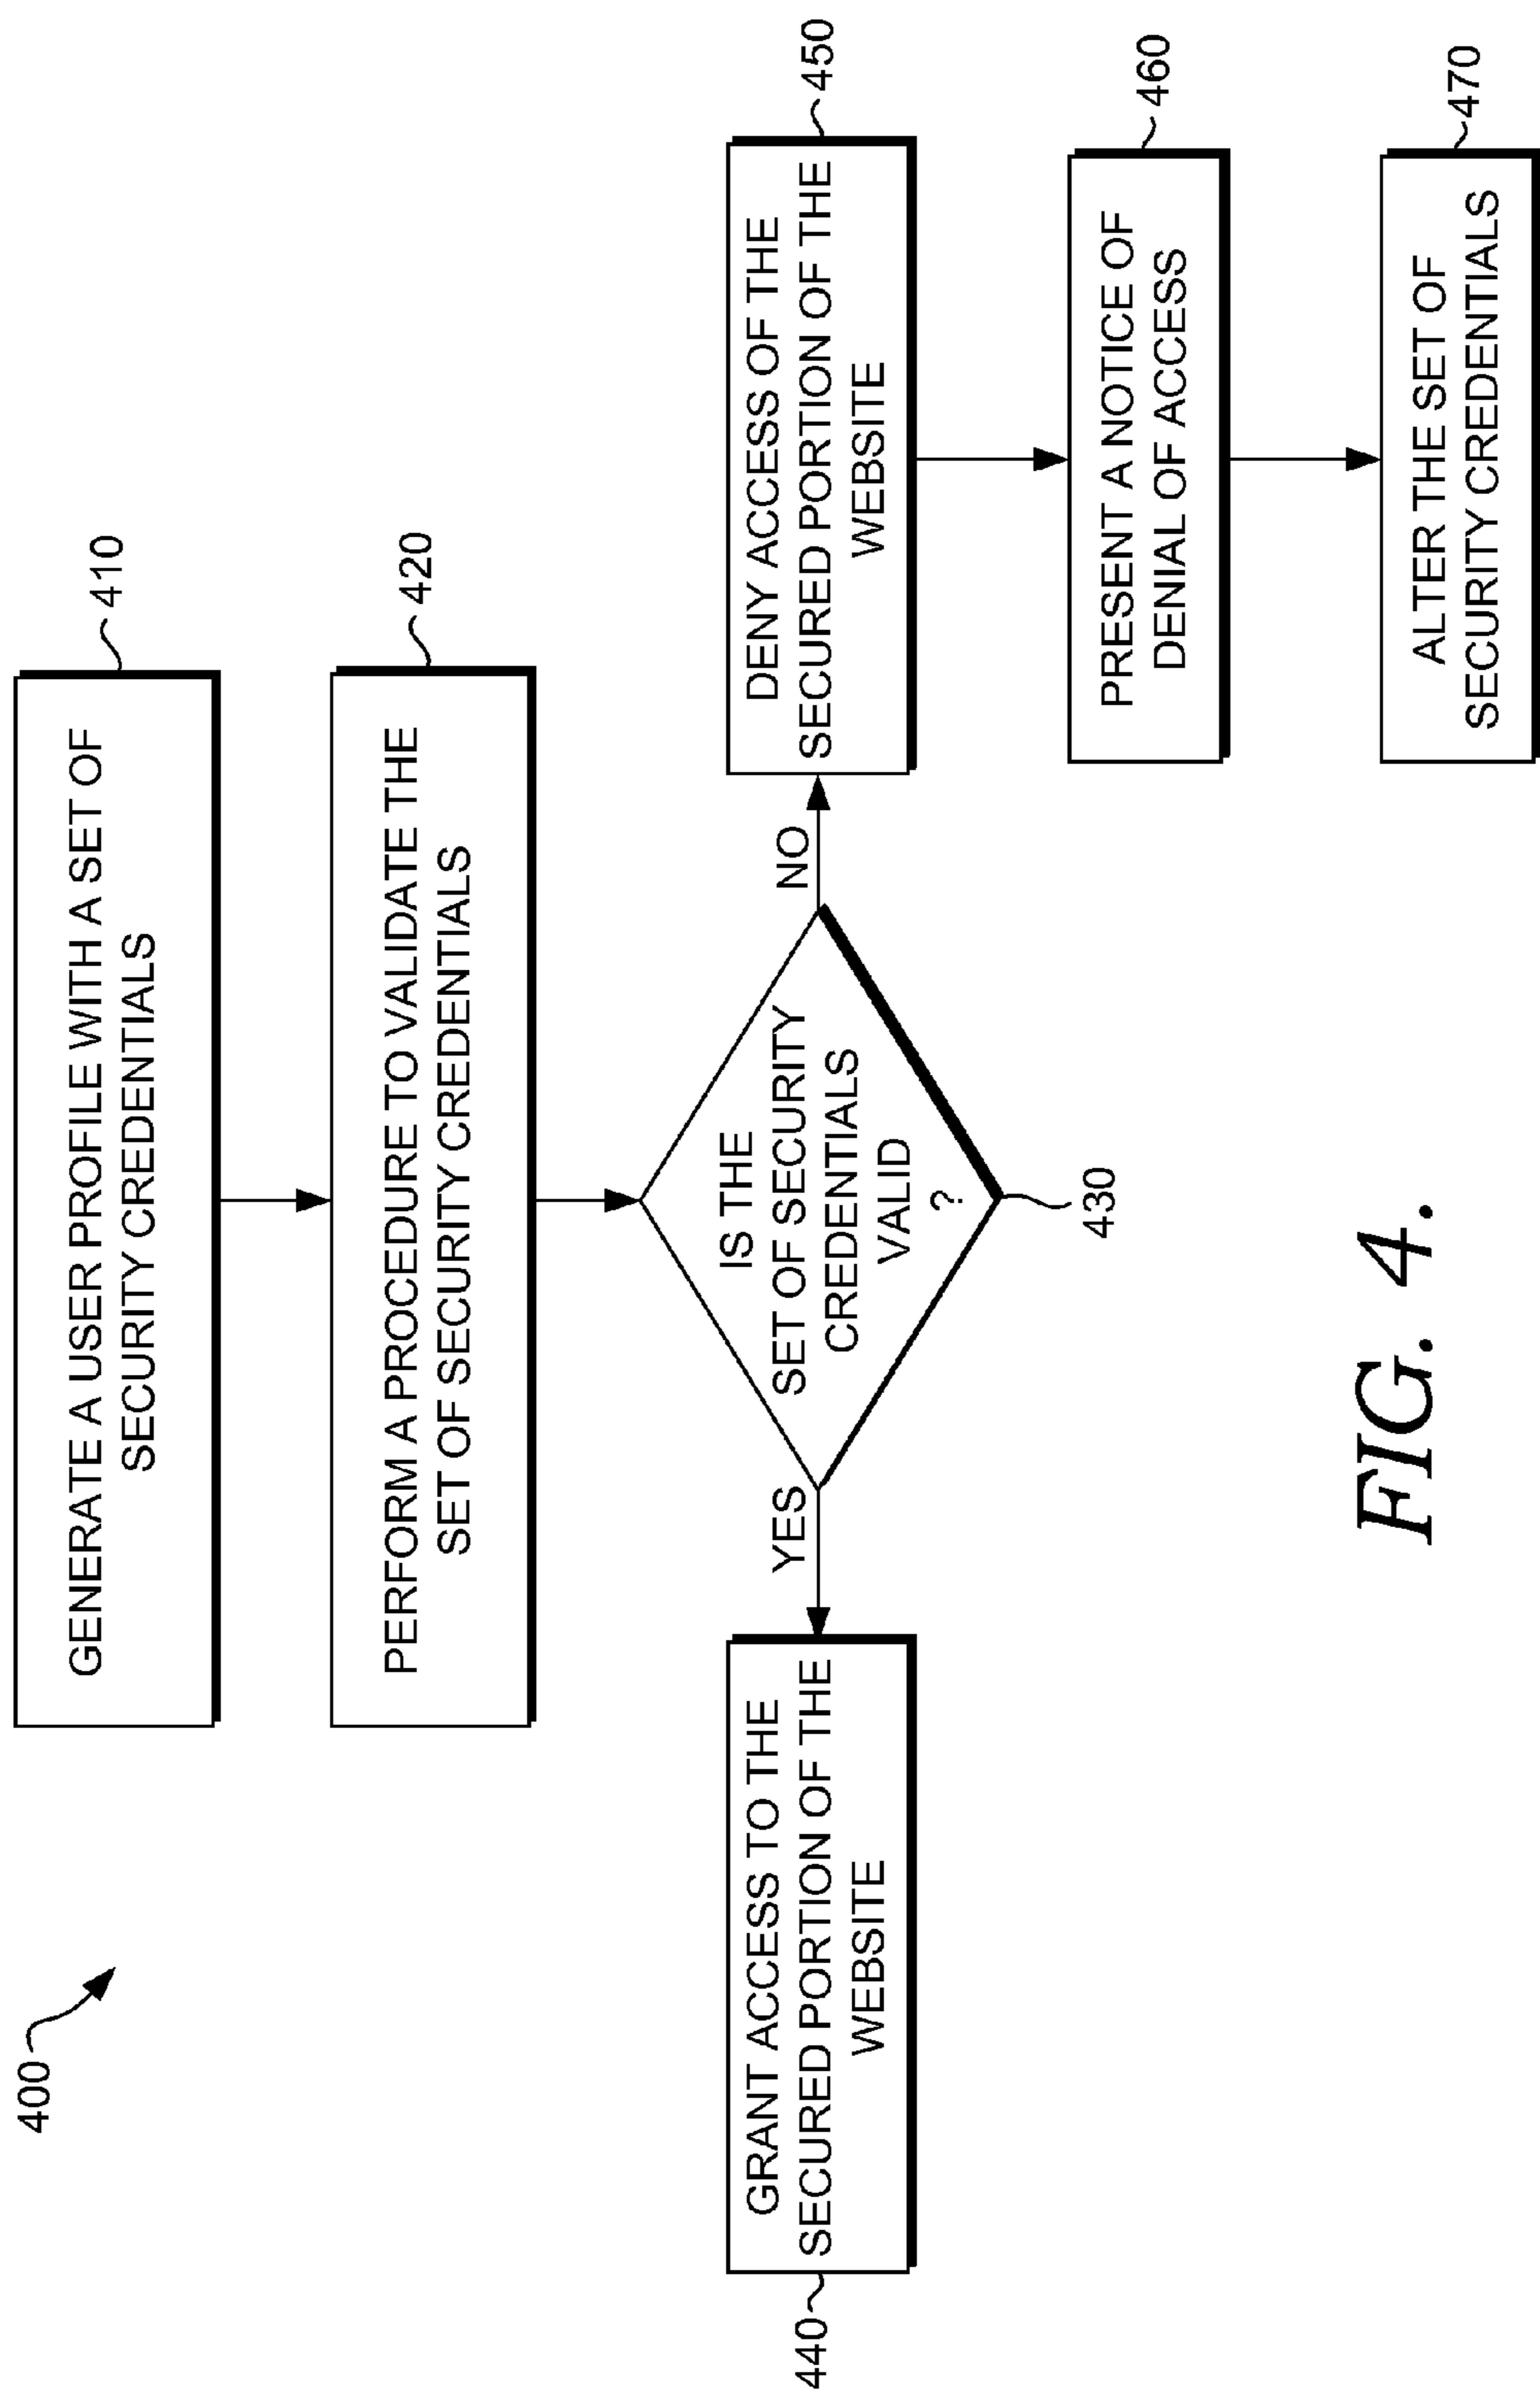 400
GENERATE A USER PROFILE WITH A SET OF
SECURITY CREDENTIALS
410
PERFORM A PROCEDURE TO VALIDATE THE
SET OF SECURITY CREDENTIALS
420
IS THE
SET OF SECURITY
CREDENTIALS
VALID
?
430
YES
NO
GRANT ACCESS TO THE
SECURED PORTION OF THE
WEBSITE
440
DENY ACCESS OF THE
SECURED PORTION OF THE
WEBSITE
450
PRESENT A NOTICE OF
DENIAL OF ACCESS
460
ALTER THE SET OF
SECURITY CREDENTIALS
470
FIG. 4.